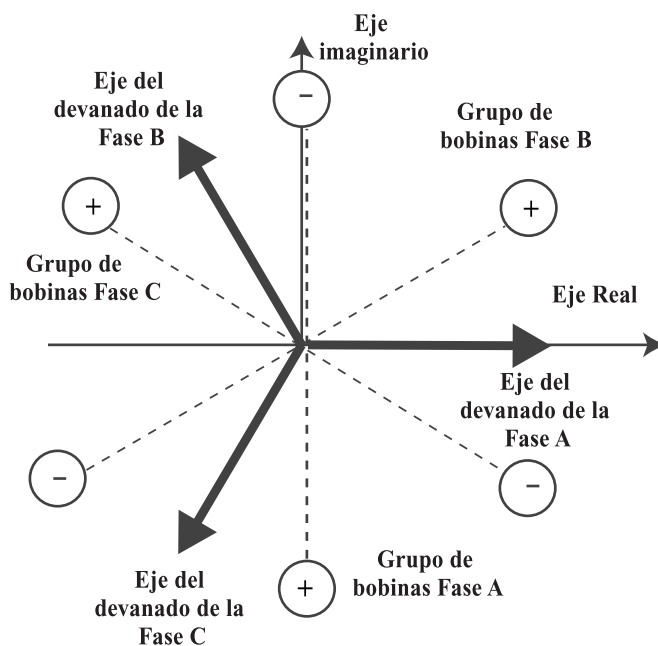 Eje
imaginario
−
Eje del
devanado de la
Fase B
Grupo de
bobinas Fase B
+
+
Grupo de
bobinas Fase C
Eje Real
Eje del
devanado de la
Fase A
−
−
Grupo de
bobinas Fase A
+
Eje del
devanado de la
Fase C